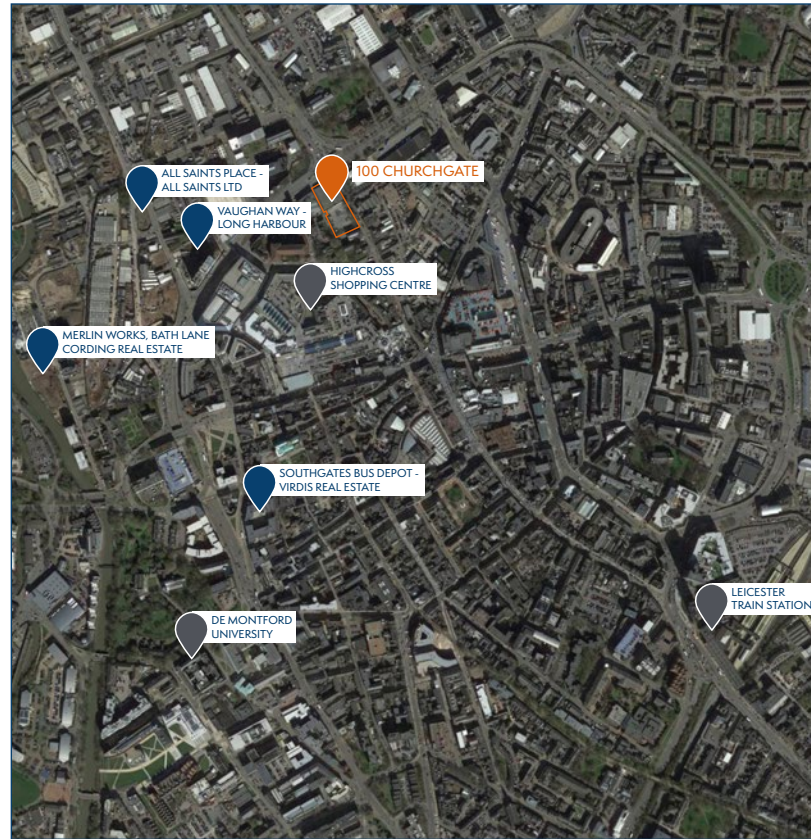 ALL SAINTS PLACE -
ALL SAINTS LTD
100 CHURCHGATE
VAUGHAN WAY -
LONG HARBOUR
HIGHCROSS
SHOPPING CENTRE
MERLIN WORKS, BATH LANE
CORDING REAL ESTATE
SOUTHGATES BUS DEPOT -
VIRDIS REAL ESTATE
LEICESTER
TRAIN STATION
DE MONTFORD
UNIVERSITY